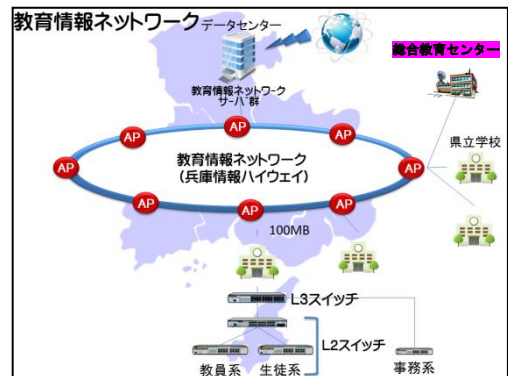 教育情報ネットワーク
データセンター
総合教育センター
教育情報ネットワーク
サーバ群
AP
AP
AP
県立学校
AP
教育情報ネットワーク
(兵庫情報ハイウェイ)
AP
AP
AP
AP
100MB
L3スイッチ
L2スイッチ
教員系
生徒系
事務系